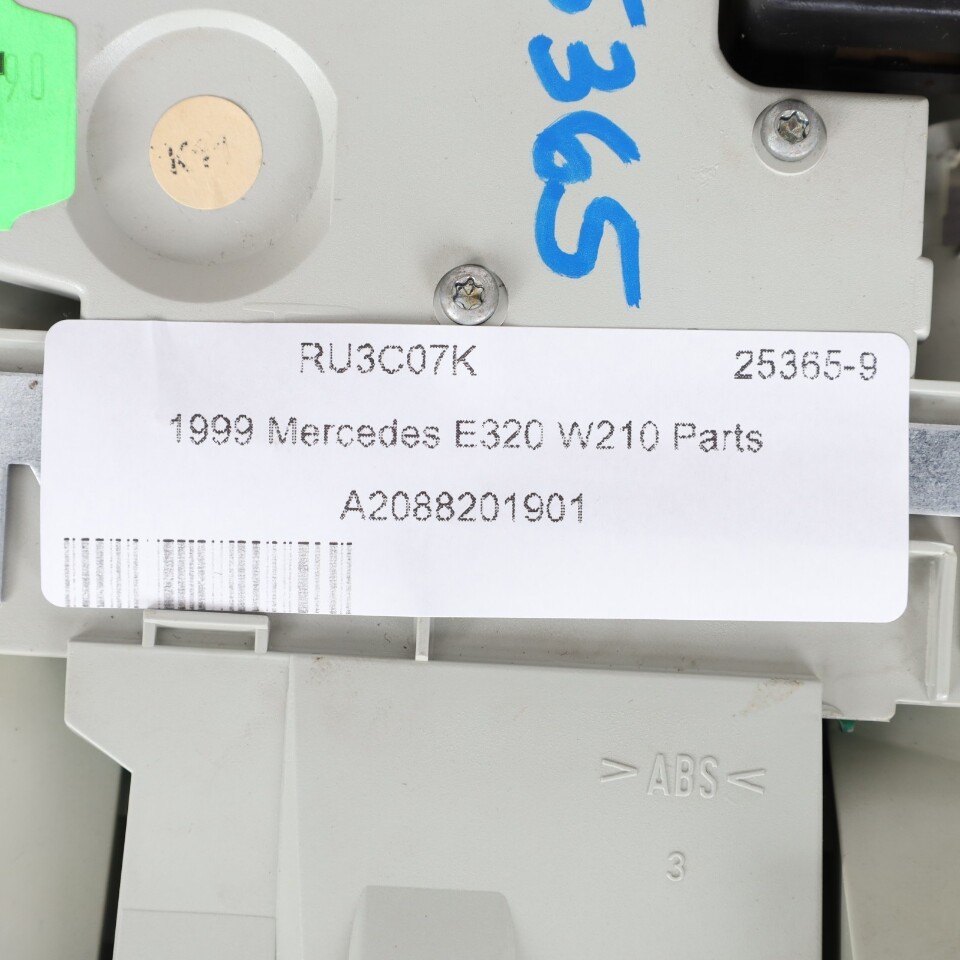 5365
RU3C07K 25365-9
1999 Mercedes E320 W210 Parts
A2088201901
>ABS<
3